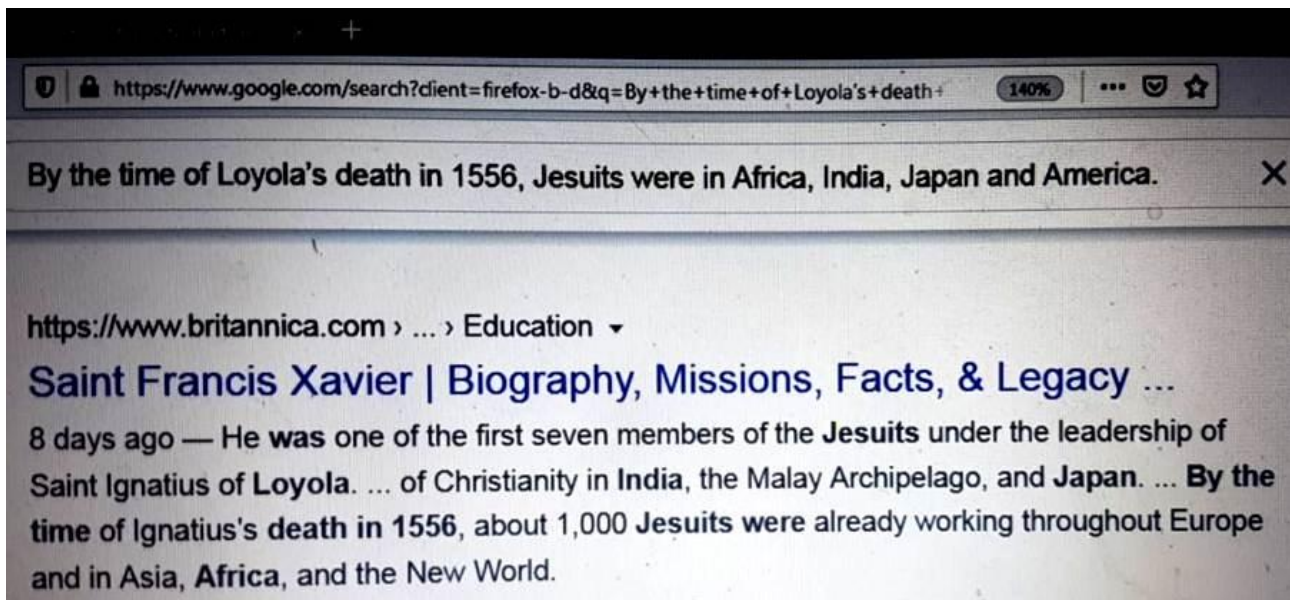 https://www.google.com/search?client=firefox-b-d&q=By+the+time+of+Loyola's+death+
140%
By the time of Loyola's death in 1556, Jesuits were in Africa, India, Japan and America.
https://www.britannica.com › ... › Education
Saint Francis Xavier | Biography, Missions, Facts, & Legacy ...
8 days ago — He was one of the first seven members of the Jesuits under the leadership of
Saint Ignatius of Loyola. ... of Christianity in India, the Malay Archipelago, and Japan. ... By the
time of Ignatius's death in 1556, about 1,000 Jesuits were already working throughout Europe
and in Asia, Africa, and the New World.